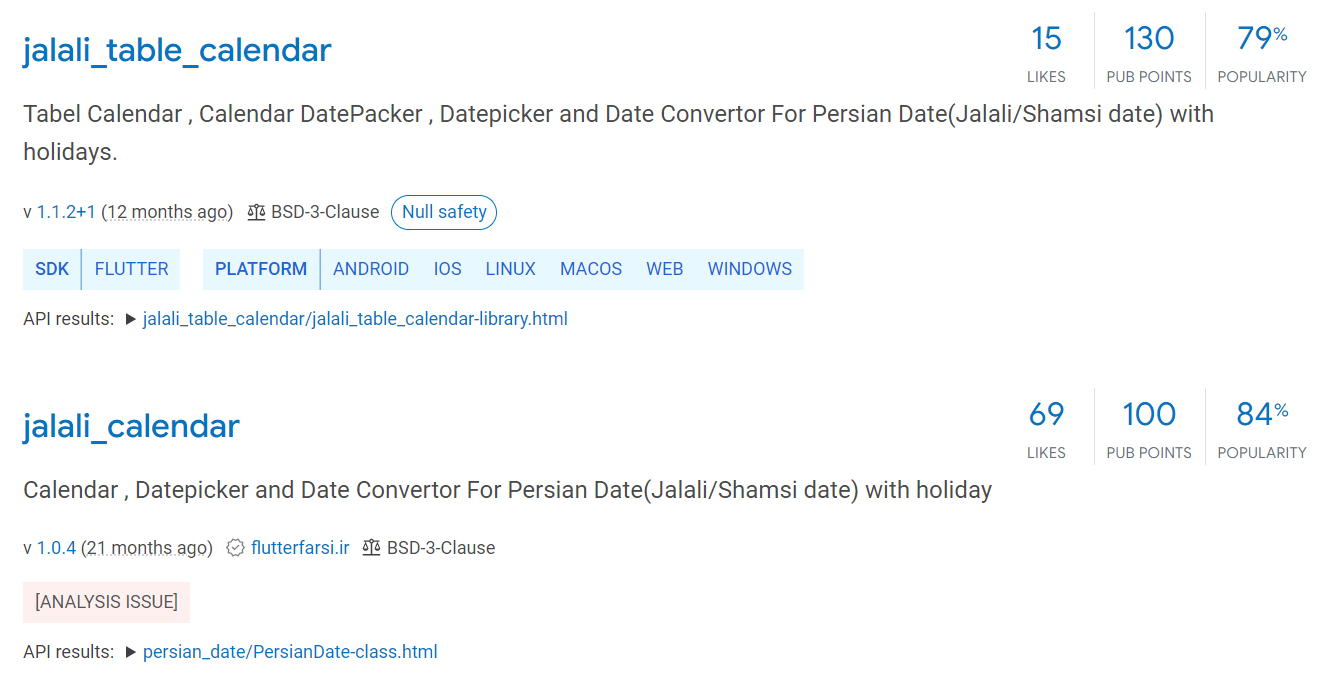 jalali_table_calendar
15
LIKES
130
PUB POINTS
79%
POPULARITY
Tabel Calendar , Calendar DatePacker , Datepicker and Date Convertor For Persian Date(Jalali/Shamsi date) with
holidays.
v 1.1.2+1 (12 months ago) BSD-3-Clause Null safety
SDK FLUTTER PLATFORM ANDROID IOS LINUX MACOS WEB WINDOWS
API results: ▶ jalali_table_calendar/jalali_table_calendar-library.html
jalali_calendar
69
LIKES
100
PUB POINTS
84%
POPULARITY
Calendar , Datepicker and Date Convertor For Persian Date(Jalali/Shamsi date) with holiday
v 1.0.4 (21 months ago) flutterfarsi.ir BSD-3-Clause
[ANALYSIS ISSUE]
API results: ▶ persian_date/PersianDate-class.html